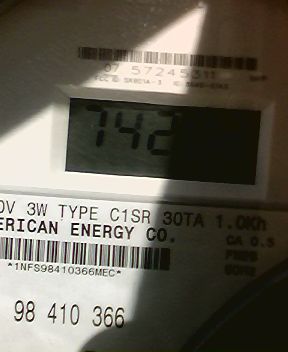 97 57245311
742
0V 3W TYPE C1SR 30TA 1.0Kh
ERICAN ENERGY CO.
CA 0.5
*1NFS98410366MEC*
98 410 366